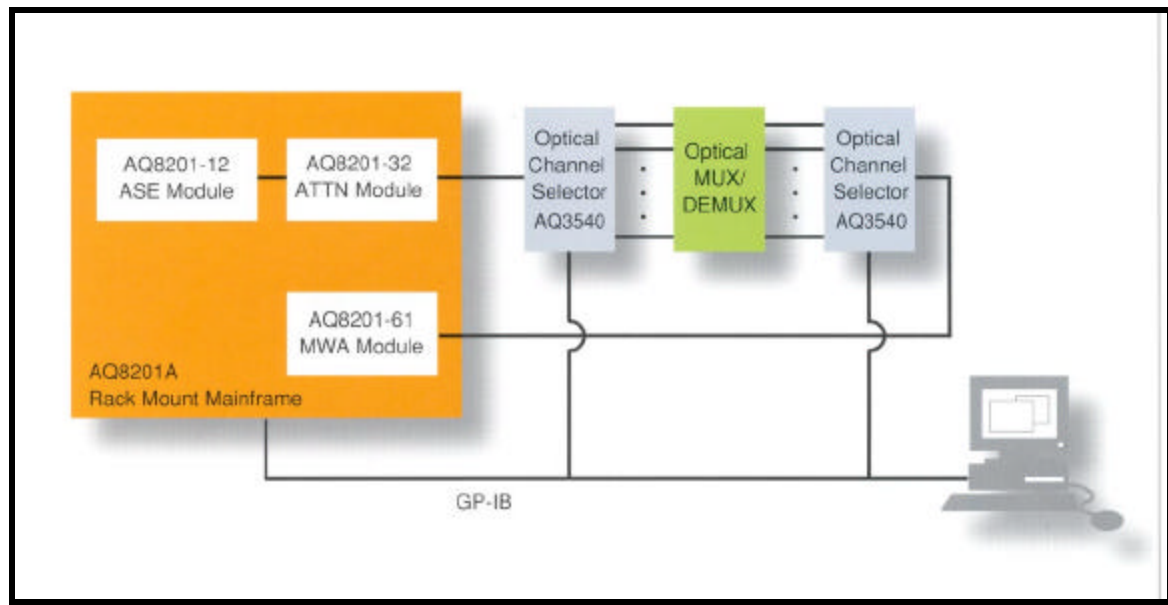 AQ8201-12
ASE Module
AQ8201-32
ATTN Module
Optical
Channel
Selector
AQ3540
Optical
MUX/
DEMUX
Optical
Channel
Selector
AQ3540
AQ8201-61
MWA Module
AQ8201A
Rack Mount Mainframe
GP-IB